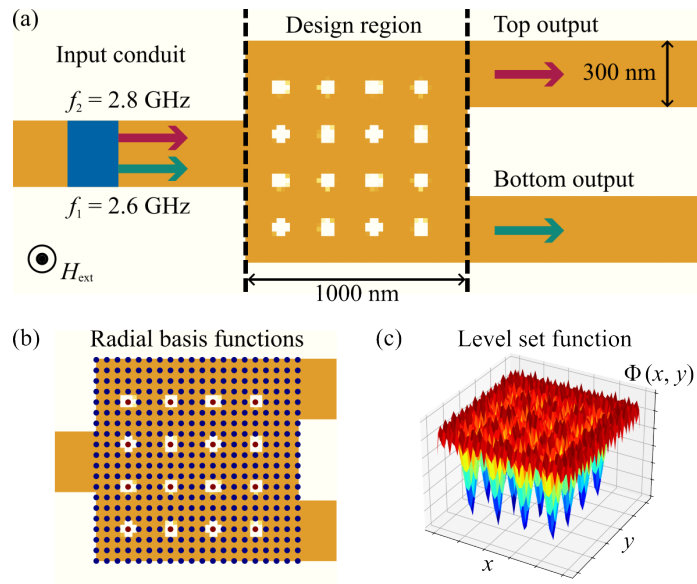 (a)
Design region
Top output
Input conduit
f₂ = 2.8 GHz
300 nm
Bottom output
f₁ = 2.6 GHz
H_ext
1000 nm
(b)
Radial basis functions
(c)
Level set function
Φ (x, y)
x
y